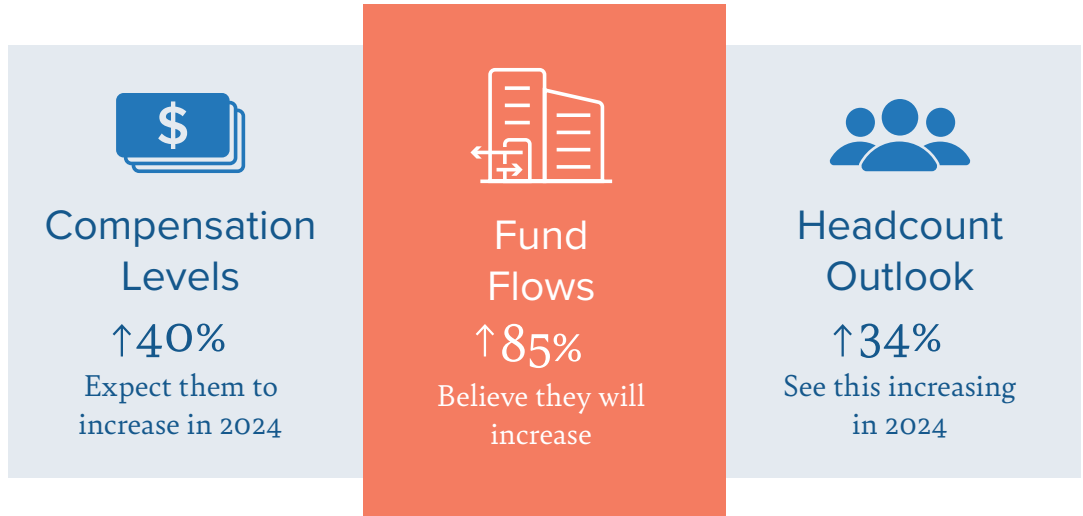 $
Compensation
Levels
↑40%
Expect them to
increase in 2024
Fund
Flows
↑85%
Believe they will
increase
Headcount
Outlook
↑34%
See this increasing
in 2024